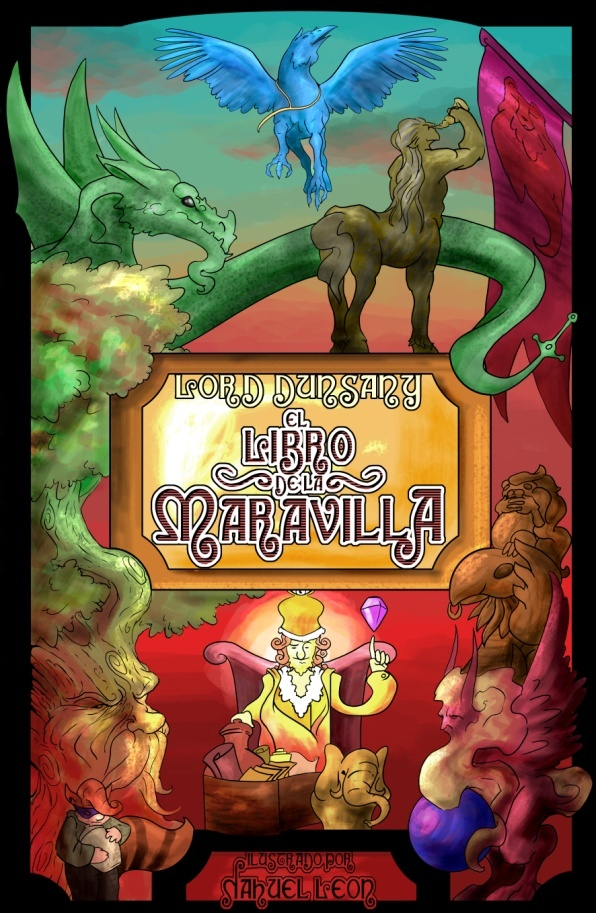 LORD DUNSANY
EL
LIBRO
DE LA
MARAVILLA
ILUSTRADO POR
NAHUEL LEON